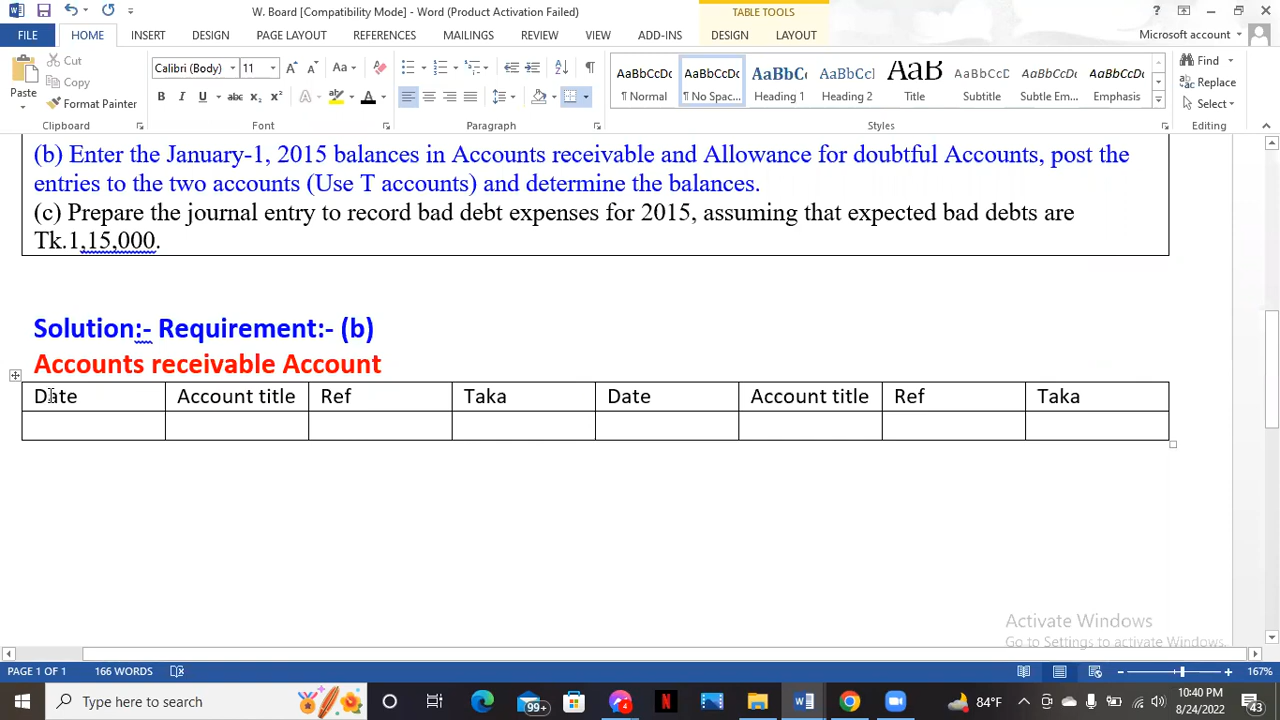 W. Board [Compatibility Mode] - Word (Product Activation Failed)
TABLE TOOLS
FILE HOME INSERT DESIGN PAGE LAYOUT REFERENCES MAILINGS REVIEW VIEW ADD-INS DESIGN LAYOUT Microsoft account
Paste
Cut
Copy
Format Painter
Clipboard
Calibri (Body) 11
Font
Paragraph
AaBbCcDc AaBbCcDc AaBbCc AaBbCcl AaB AaBbCcDc AaBbCcDc AaBbCcDc
¶ Normal ¶ No Spac... Heading 1 Heading 2 Title Subtitle Subtle Em... Emphasis
Styles
Find
Replace
Select
Editing
(b) Enter the January-1, 2015 balances in Accounts receivable and Allowance for doubtful Accounts, post the
entries to the two accounts (Use T accounts) and determine the balances.
(c) Prepare the journal entry to record bad debt expenses for 2015, assuming that expected bad debts are
Tk.1,15,000.
Solution:- Requirement:- (b)
Accounts receivable Account
Date Account title Ref Taka Date Account title Ref Taka
Activate Windows
Go to Settings to activate Windows.
PAGE 1 OF 1 166 WORDS 167%
Type here to search 99+ 4 84°F 10:40 PM
8/24/2022 43